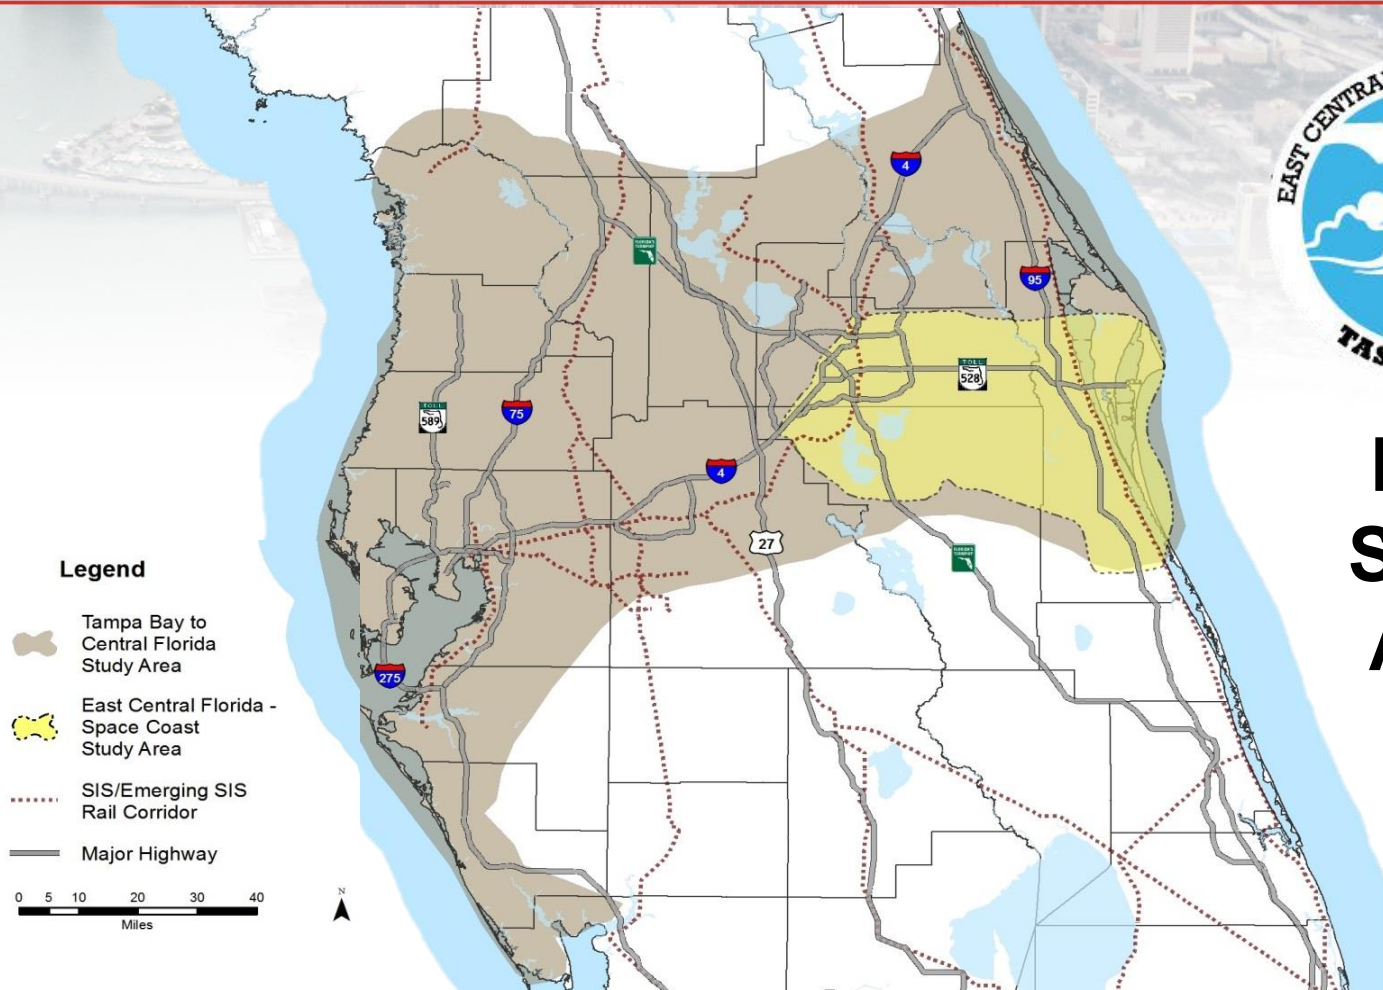 EAST CENTRA
TAS
4
95
TOLL
528
TOLL
589
75
4
27
275
Legend
Tampa Bay to
Central Florida
Study Area
East Central Florida -
Space Coast
Study Area
SIS/Emerging SIS
Rail Corridor
Major Highway
0 5 10 20 30 40
Miles
N
S